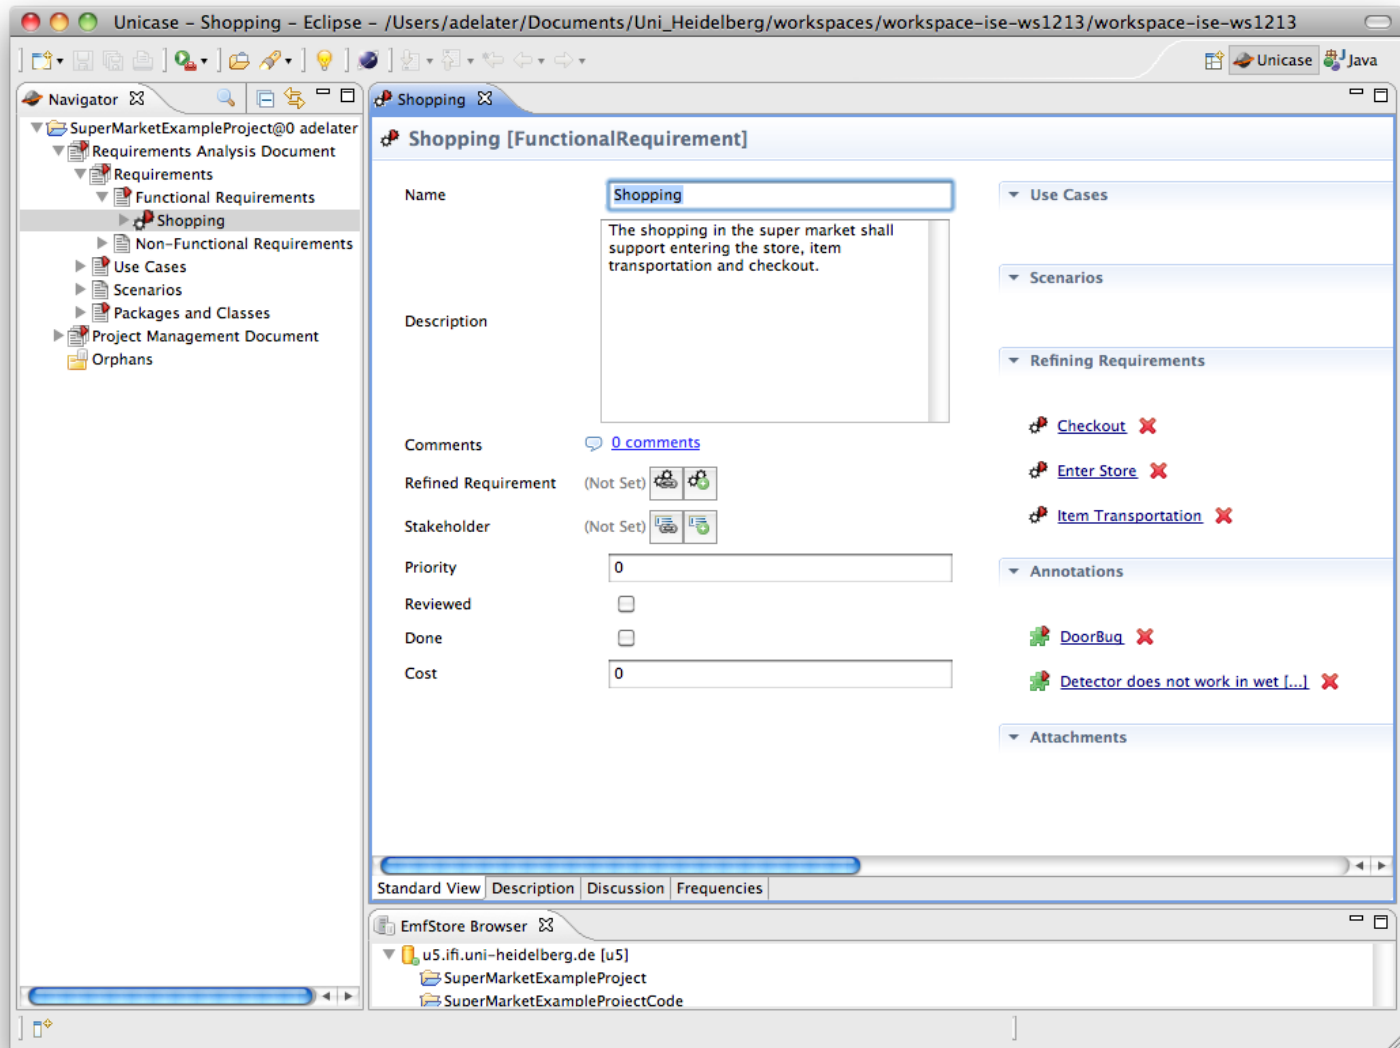 Unicase – Shopping – Eclipse – /Users/adelater/Documents/Uni_Heidelberg/workspaces/workspace-ise-ws1213/workspace-ise-ws1213
Unicase
Java
Navigator
SuperMarketExampleProject@0 adelater
Requirements Analysis Document
Requirements
Functional Requirements
Shopping
Non-Functional Requirements
Use Cases
Scenarios
Packages and Classes
Project Management Document
Orphans
Shopping
Shopping [FunctionalRequirement]
Name
Shopping
Description
The shopping in the super market shall
support entering the store, item
transportation and checkout.
Comments
0 comments
Refined Requirement
(Not Set)
Stakeholder
(Not Set)
Priority
0
Reviewed
Done
Cost
0
Use Cases
Scenarios
Refining Requirements
Checkout
Enter Store
Item Transportation
Annotations
DoorBug
Detector does not work in wet [...]
Attachments
Standard View
Description
Discussion
Frequencies
EmfStore Browser
u5.ifi.uni-heidelberg.de [u5]
SuperMarketExampleProject
SuperMarketExampleProjectCode